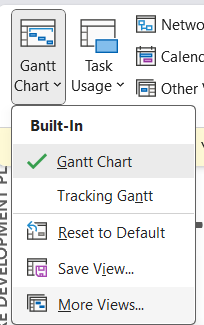 Gantt
Chart
Task
Usage
Netwo
Calend
Other
Built-In
Gantt Chart
Tracking Gantt
Reset to Default
Save View...
More Views...
E DEVELOPMENT PL